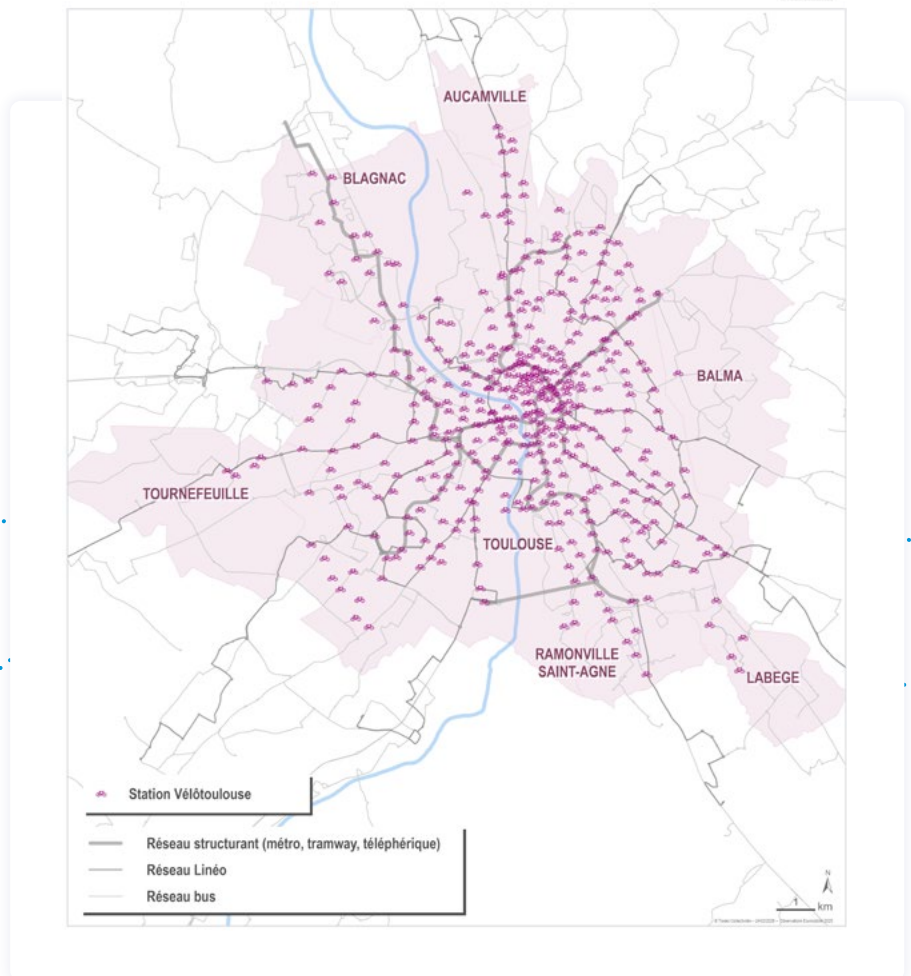 AUCAMVILLE
BLAGNAC
BALMA
TOURNEFEUILLE
TOULOUSE
RAMONVILLE
SAINT-AGNE
LABEGE
Station Vélôtoulouse
Réseau structurant (métro, tramway, téléphérique)
Réseau Linéo
Réseau bus
N
1
km